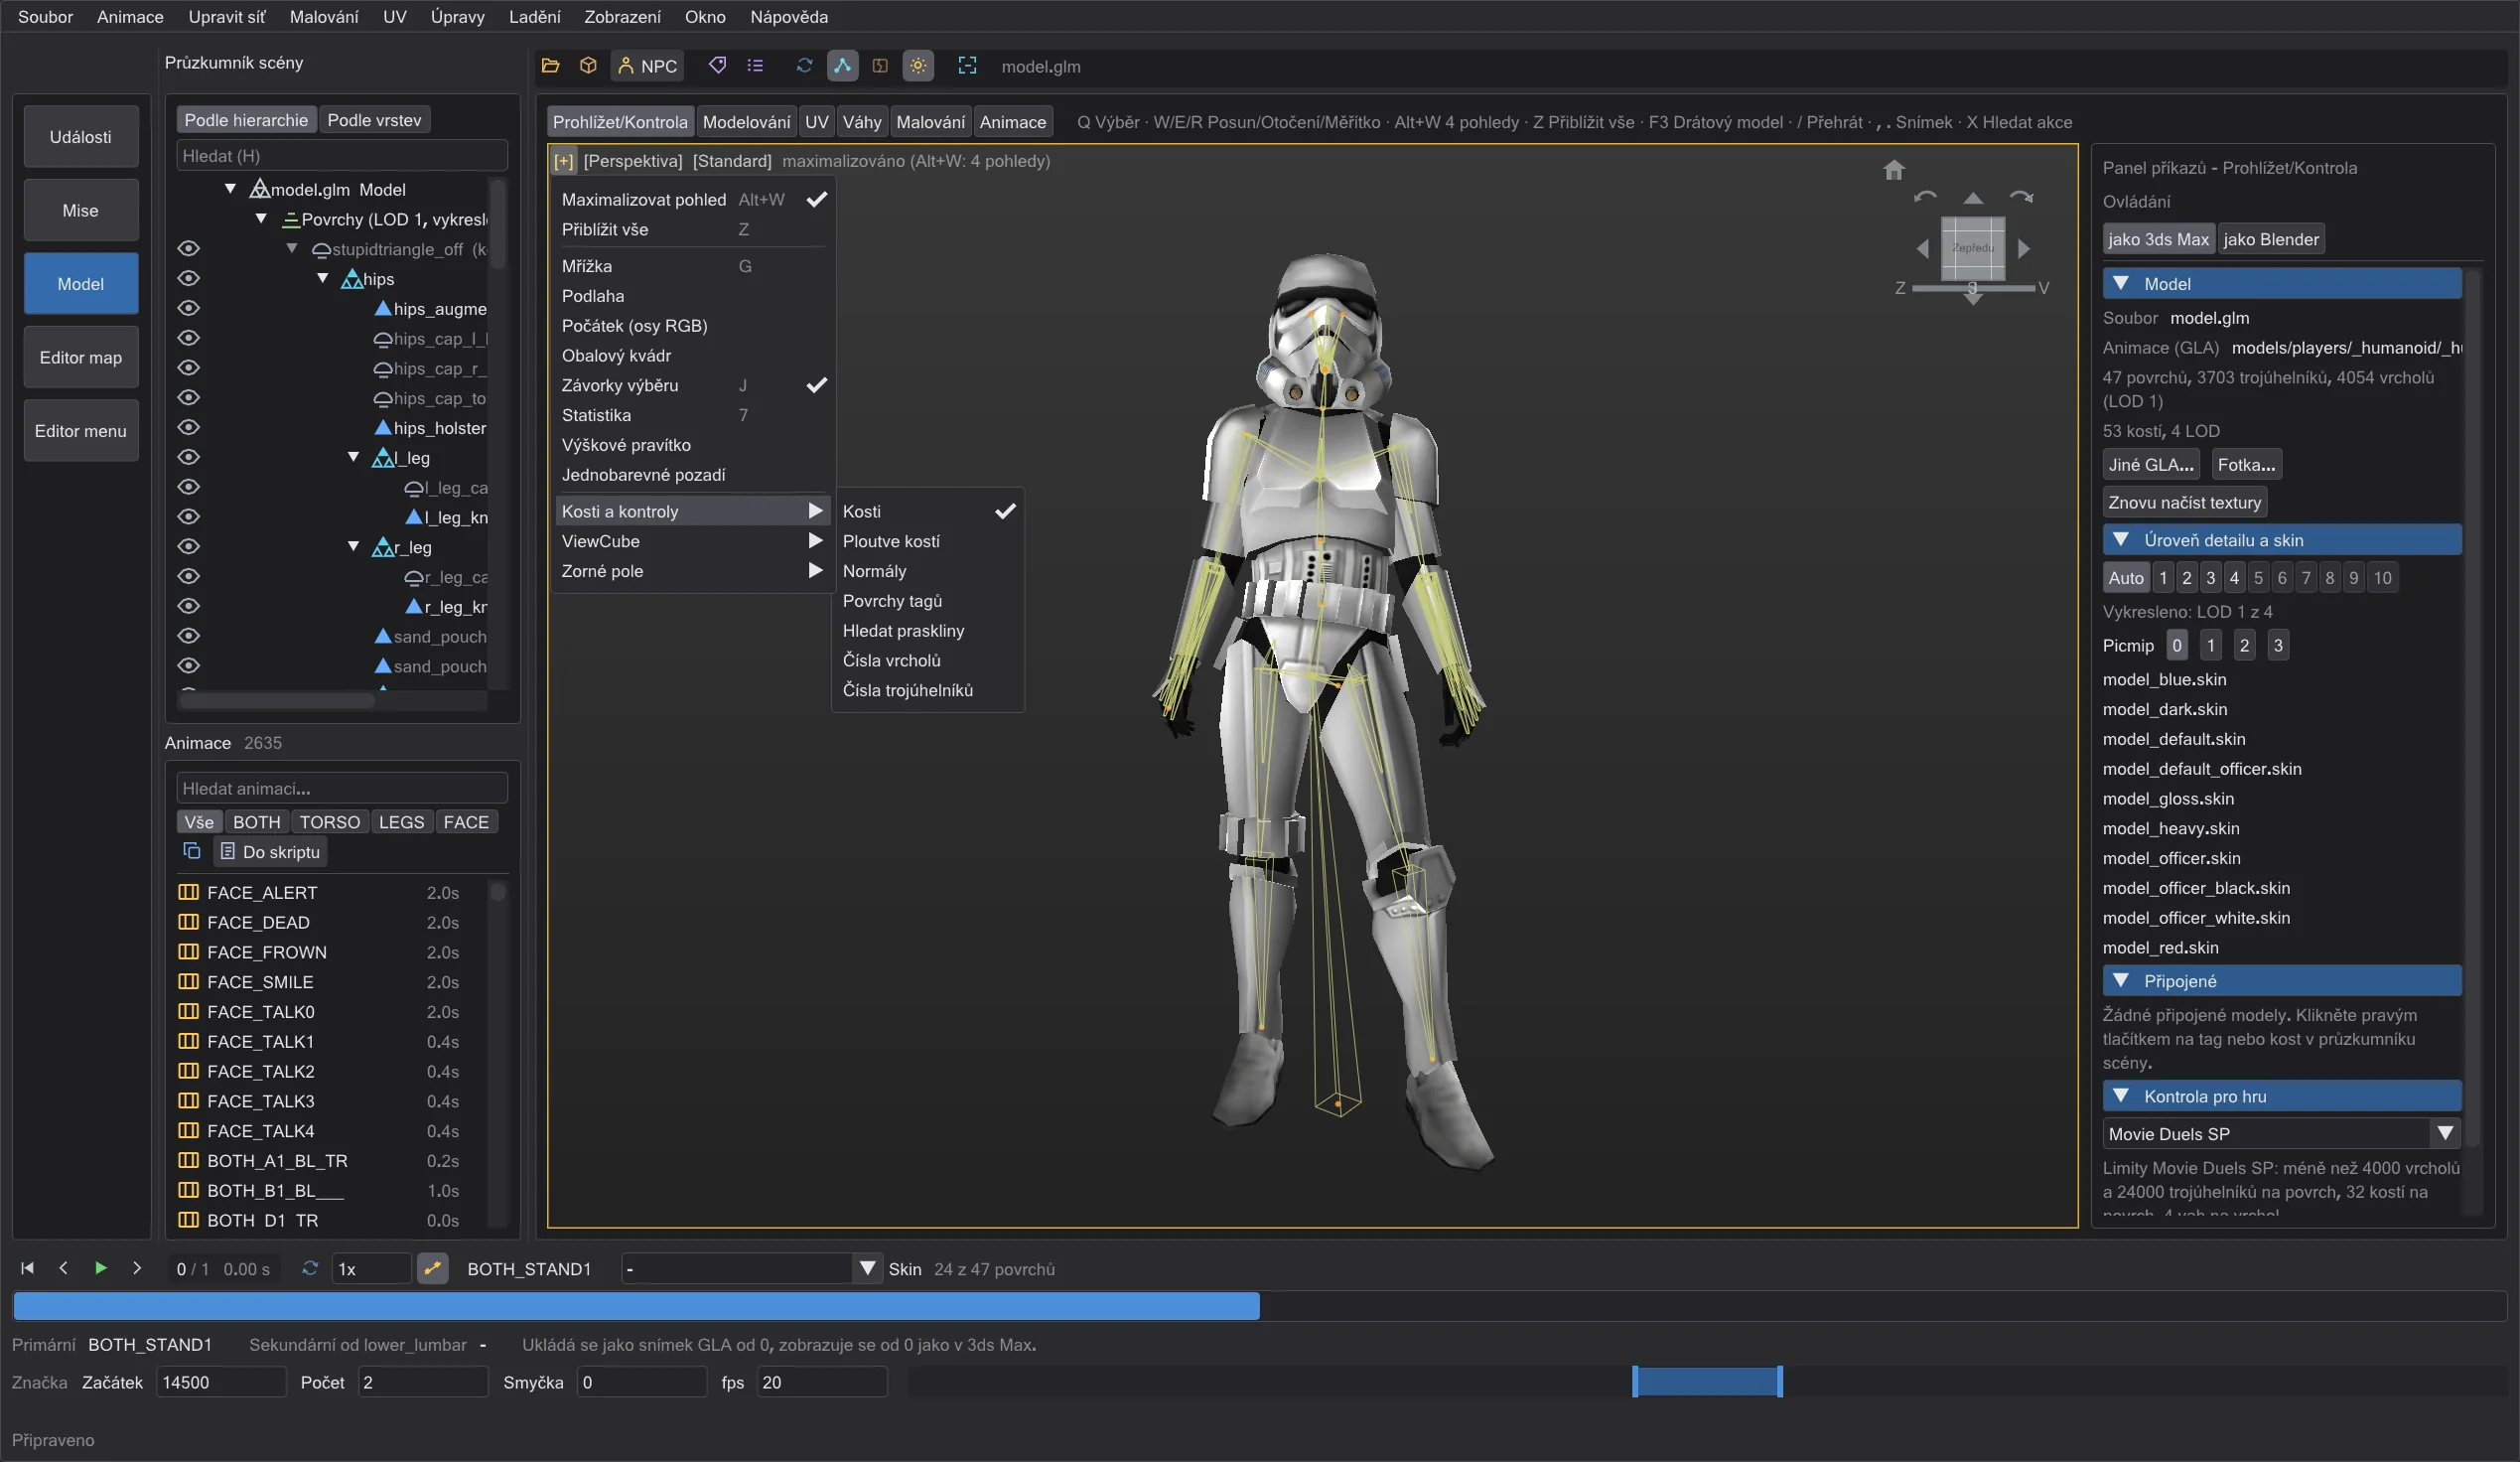 Soubor Animace Upravit síť Malování UV Úpravy Ladění Zobrazení Okno Nápověda
Průzkumník scény
NPC model.glm
Události
Mise
Model
Editor map
Editor menu
Podle hierarchie Podle vrstev
Hledat (H)
model.glm Model
Povrchy (LOD 1, vykresl
stupidtriangle_off (k
hips
hips_augme
hips_cap_l_l
hips_cap_r_
hips_cap_to
hips_holster
l_leg
l_leg_ca
l_leg_kn
r_leg
r_leg_ca
r_leg_kr
sand_pouch
sand_pouch
Animace 2635
Hledat animaci...
Vše BOTH TORSO LEGS FACE
Do skriptu
FACE_ALERT 2.0s
FACE_DEAD 2.0s
FACE_FROWN 2.0s
FACE_SMILE 2.0s
FACE_TALK0 2.0s
FACE_TALK1 0.4s
FACE_TALK2 0.4s
FACE_TALK3 0.4s
FACE_TALK4 0.4s
BOTH_A1_BL_TR 0.2s
BOTH_B1_BL___ 1.0s
BOTH_D1_TR 0.0s
Prohlížet/Kontrola Modelování UV Váhy Malování Animace Q Výběr · W/E/R Posun/Otočení/Měřítko · Alt+W 4 pohledy · Z Přiblížit vše · F3 Drátový model · / Přehrát · , . Snímek · X Hledat akce
[+] [Perspektiva] [Standard] maximalizováno (Alt+W: 4 pohledy)
Maximalizovat pohled Alt+W
Přiblížit vše Z
Mřížka G
Podlaha
Počátek (osy RGB)
Obalový kvádr
Závorky výběru J
Statistika 7
Výškové pravítko
Jednobarevné pozadí
Kosti a kontroly
ViewCube
Zorné pole
Kosti
Ploutve kostí
Normály
Povrchy tagů
Hledat praskliny
Čísla vrcholů
Čísla trojúhelníků
Zepředu
Z S V
Panel příkazů - Prohlížet/Kontrola
Ovládání
jako 3ds Max jako Blender
Model
Soubor model.glm
Animace (GLA) models/players/_humanoid/_hu
47 povrchů, 3703 trojúhelníků, 4054 vrcholů
(LOD 1)
53 kostí, 4 LOD
Jiné GLA... Fotka...
Znovu načíst textury
Úroveň detailu a skin
Auto 1 2 3 4 5 6 7 8 9 10
Vykresleno: LOD 1 z 4
Picmip 0 1 2 3
model_blue.skin
model_dark.skin
model_default.skin
model_default_officer.skin
model_gloss.skin
model_heavy.skin
model_officer.skin
model_officer_black.skin
model_officer_white.skin
model_red.skin
Připojené
Žádné připojené modely. Klikněte pravým
tlačítkem na tag nebo kost v průzkumníku
scény.
Kontrola pro hru
Movie Duels SP
Limity Movie Duels SP: méně než 4000 vrcholů
a 24000 trojúhelníků na povrch, 32 kostí na
povrch, 4 vah na vrchol
0 / 1 0.00 s 1x BOTH_STAND1 - Skin 24 z 47 povrchů
Primární BOTH_STAND1 Sekundární od lower_lumbar - Ukládá se jako snímek GLA od 0, zobrazuje se od 0 jako v 3ds Max.
Značka Začátek 14500 Počet 2 Smyčka 0 fps 20
Připraveno